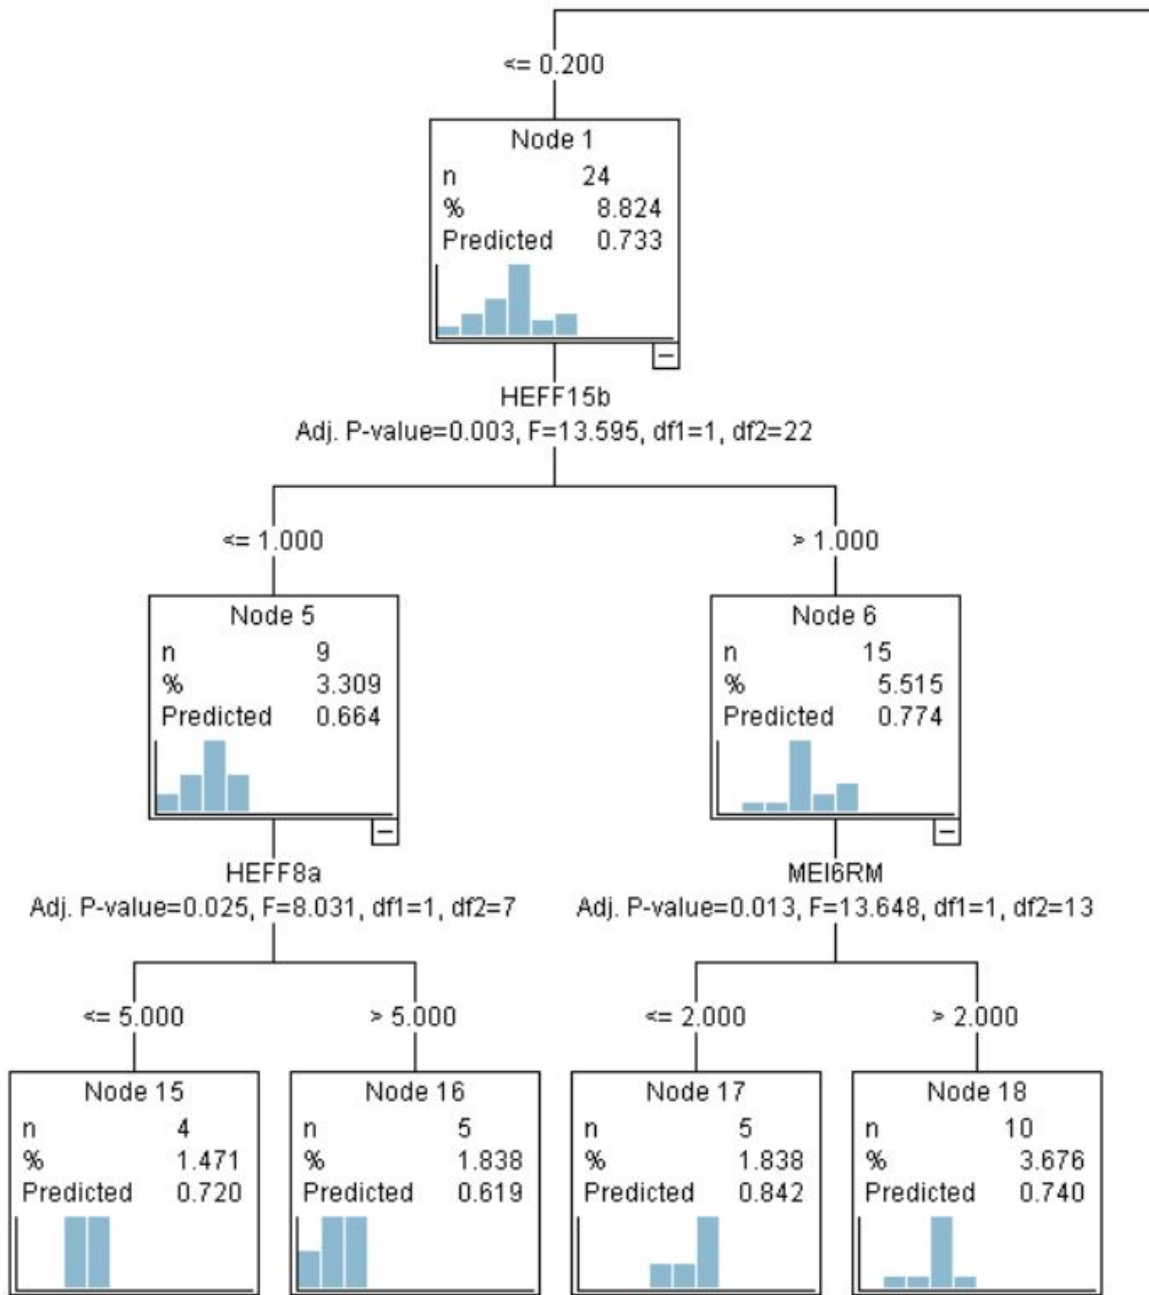 <= 0.200
Node 1
n 24
% 8.824
Predicted 0.733
HEFF15b
Adj. P-value=0.003, F=13.595, df1=1, df2=22
<= 1.000
> 1.000
Node 5
n 9
% 3.309
Predicted 0.664
Node 6
n 15
% 5.515
Predicted 0.774
HEFF8a
Adj. P-value=0.025, F=8.031, df1=1, df2=7
MEI6RM
Adj. P-value=0.013, F=13.648, df1=1, df2=13
<= 5.000
> 5.000
<= 2.000
> 2.000
Node 15
n 4
% 1.471
Predicted 0.720
Node 16
n 5
% 1.838
Predicted 0.619
Node 17
n 5
% 1.838
Predicted 0.842
Node 18
n 10
% 3.676
Predicted 0.740